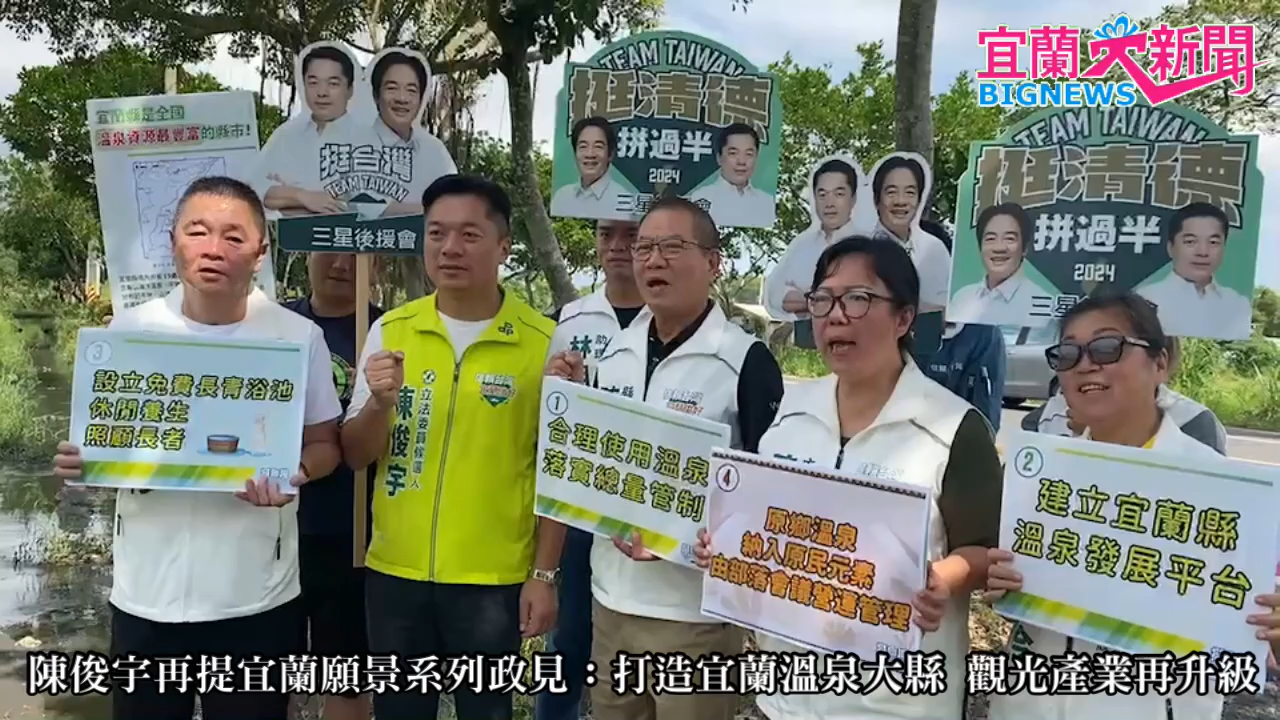 宜蘭大新聞
BIGNEWS
宜蘭縣是全國
溫泉資源最豐富的縣市!
挺台灣
TEAM TAIWAN
三星後援會
TEAM TAIWAN
挺清德
拼過半
2024
TEAM TAIWAN
挺清德
拼過半
2024
立法委員候選人
陳俊宇
③
設立免費長青浴池
休閒養生
照顧長者
①
合理使用溫泉
落實總量管制
④
原鄉溫泉
納入原民元素
由部落會議營運管理
②
建立宜蘭縣
溫泉發展平台
陳俊宇再提宜蘭願景系列政見：打造宜蘭溫泉大縣 觀光產業再升級